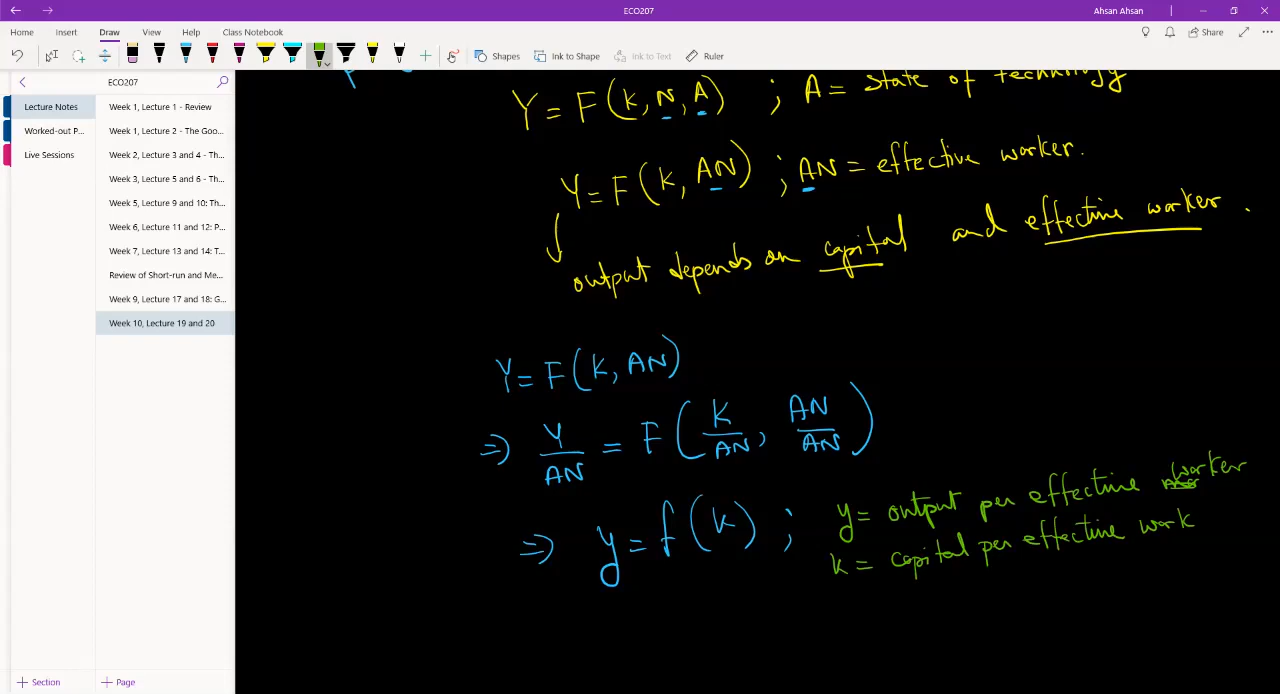 ECO207
Ahsan Ahsan
Home Insert Draw View Help Class Notebook
Share
Shapes Ink to Shape Ink to Text Ruler
ECO207
Lecture Notes
Worked-out P...
Live Sessions
Week 1, Lecture 1 - Review
Week 1, Lecture 2 - The Goo...
Week 2, Lecture 3 and 4 - Th...
Week 3, Lecture 5 and 6 - Th...
Week 5, Lecture 9 and 10: Th...
Week 6, Lecture 11 and 12: P...
Week 7, Lecture 13 and 14: T...
Review of Short-run and Me...
Week 9, Lecture 17 and 18: G...
Week 10, Lecture 19 and 20
Section
Page
Y = F(K, N, A) ; A = state of technology
Y = F(K, AN) ; AN = effective worker.
output depends on capital and effective worker.
Y = F(K, AN)
⇒ Y/AN = F(K/AN, AN/AN)
⇒ y = f(k) ;
y = output per effective worker
k = capital per effective work